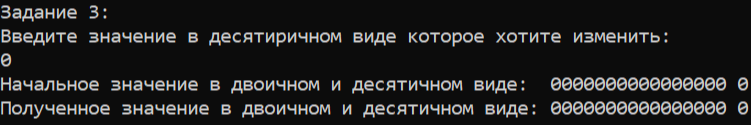 Задание 3:
Введите значение в десятиричном виде которое хотите изменить:
0
Начальное значение в двоичном и десятичном виде:  0000000000000000 0
Полученное значение в двоичном и десятичном виде: 0000000000000000 0